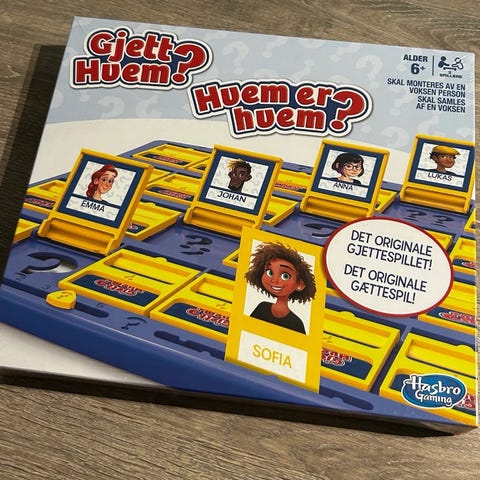 Gjett
Hvem?
Hvem er
hvem?
ALDER
6+
2
SPILLERE
SKAL MONTERES AV EN
VOKSEN PERSON
SKAL SAMLES
AF EN VOKSEN
EMMA
JOHAN
ANNA
LUKAS
DET ORIGINALE
GJETTESPILLET!
DET ORIGINALE
GÆTTESPIL!
SOFIA
Hasbro
Gaming